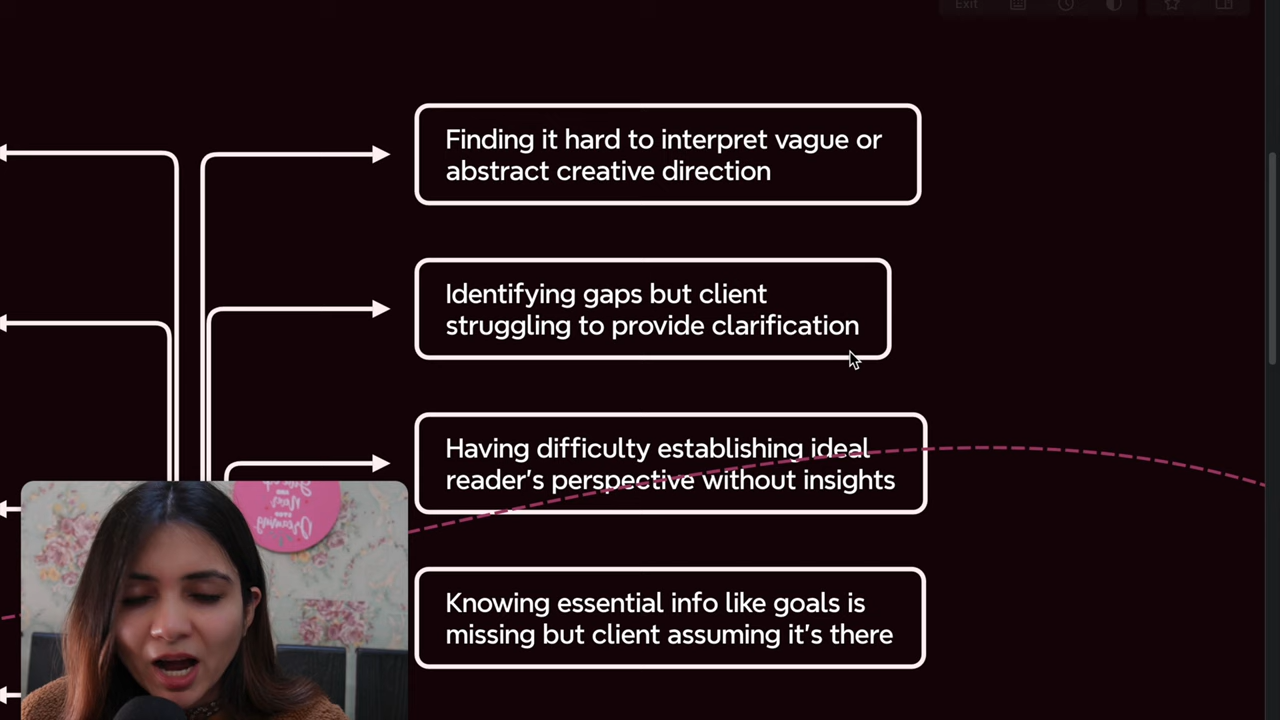 Exit
Finding it hard to interpret vague or
abstract creative direction
Identifying gaps but client
struggling to provide clarification
Having difficulty establishing ideal
reader's perspective without insights
Knowing essential info like goals is
missing but client assuming it's there